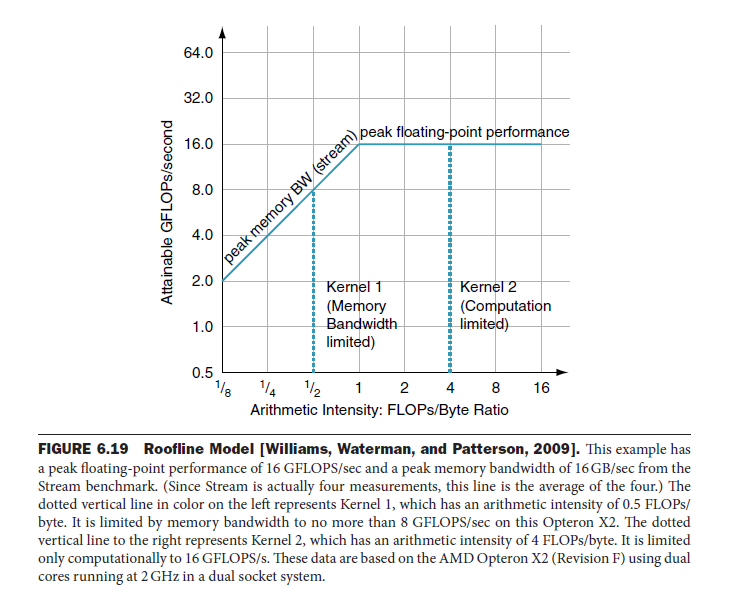 64.0
32.0
16.0
8.0
4.0
2.0
1.0
0.5
Attainable GFLOPs/second
peak memory BW (stream)
peak floating-point performance
Kernel 1
(Memory
Bandwidth
limited)
Kernel 2
(Computation
limited)
1/8 1/4 1/2 1 2 4 8 16
Arithmetic Intensity: FLOPs/Byte Ratio
FIGURE 6.19 Roofline Model [Williams, Waterman, and Patterson, 2009]. This example has
a peak floating-point performance of 16 GFLOPS/sec and a peak memory bandwidth of 16 GB/sec from the
Stream benchmark. (Since Stream is actually four measurements, this line is the average of the four.) The
dotted vertical line in color on the left represents Kernel 1, which has an arithmetic intensity of 0.5 FLOPs/
byte. It is limited by memory bandwidth to no more than 8 GFLOPS/sec on this Opteron X2. The dotted
vertical line to the right represents Kernel 2, which has an arithmetic intensity of 4 FLOPs/byte. It is limited
only computationally to 16 GFLOPS/s. These data are based on the AMD Opteron X2 (Revision F) using dual
cores running at 2 GHz in a dual socket system.